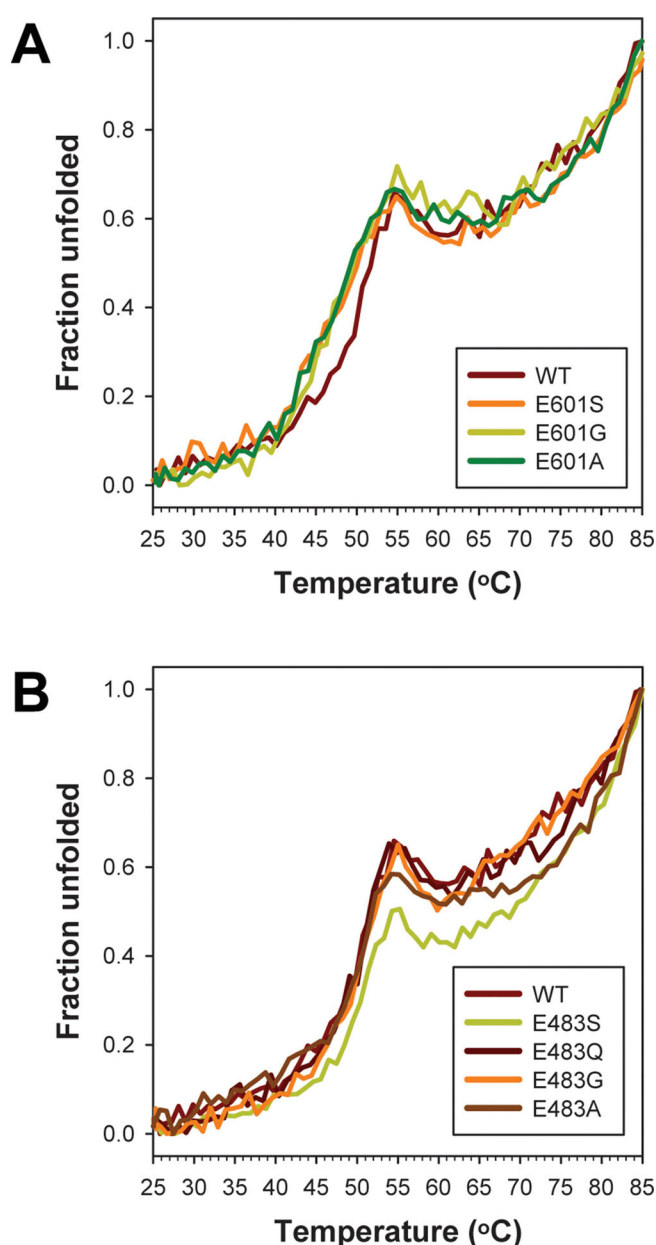 A
1.0
0.8
0.6
0.4
0.2
0.0
Fraction unfolded
WT
E601S
E601G
E601A
25 30 35 40 45 50 55 60 65 70 75 80 85
Temperature (oC)
B
1.0
0.8
0.6
0.4
0.2
0.0
Fraction unfolded
WT
E483S
E483Q
E483G
E483A
25 30 35 40 45 50 55 60 65 70 75 80 85
Temperature (oC)